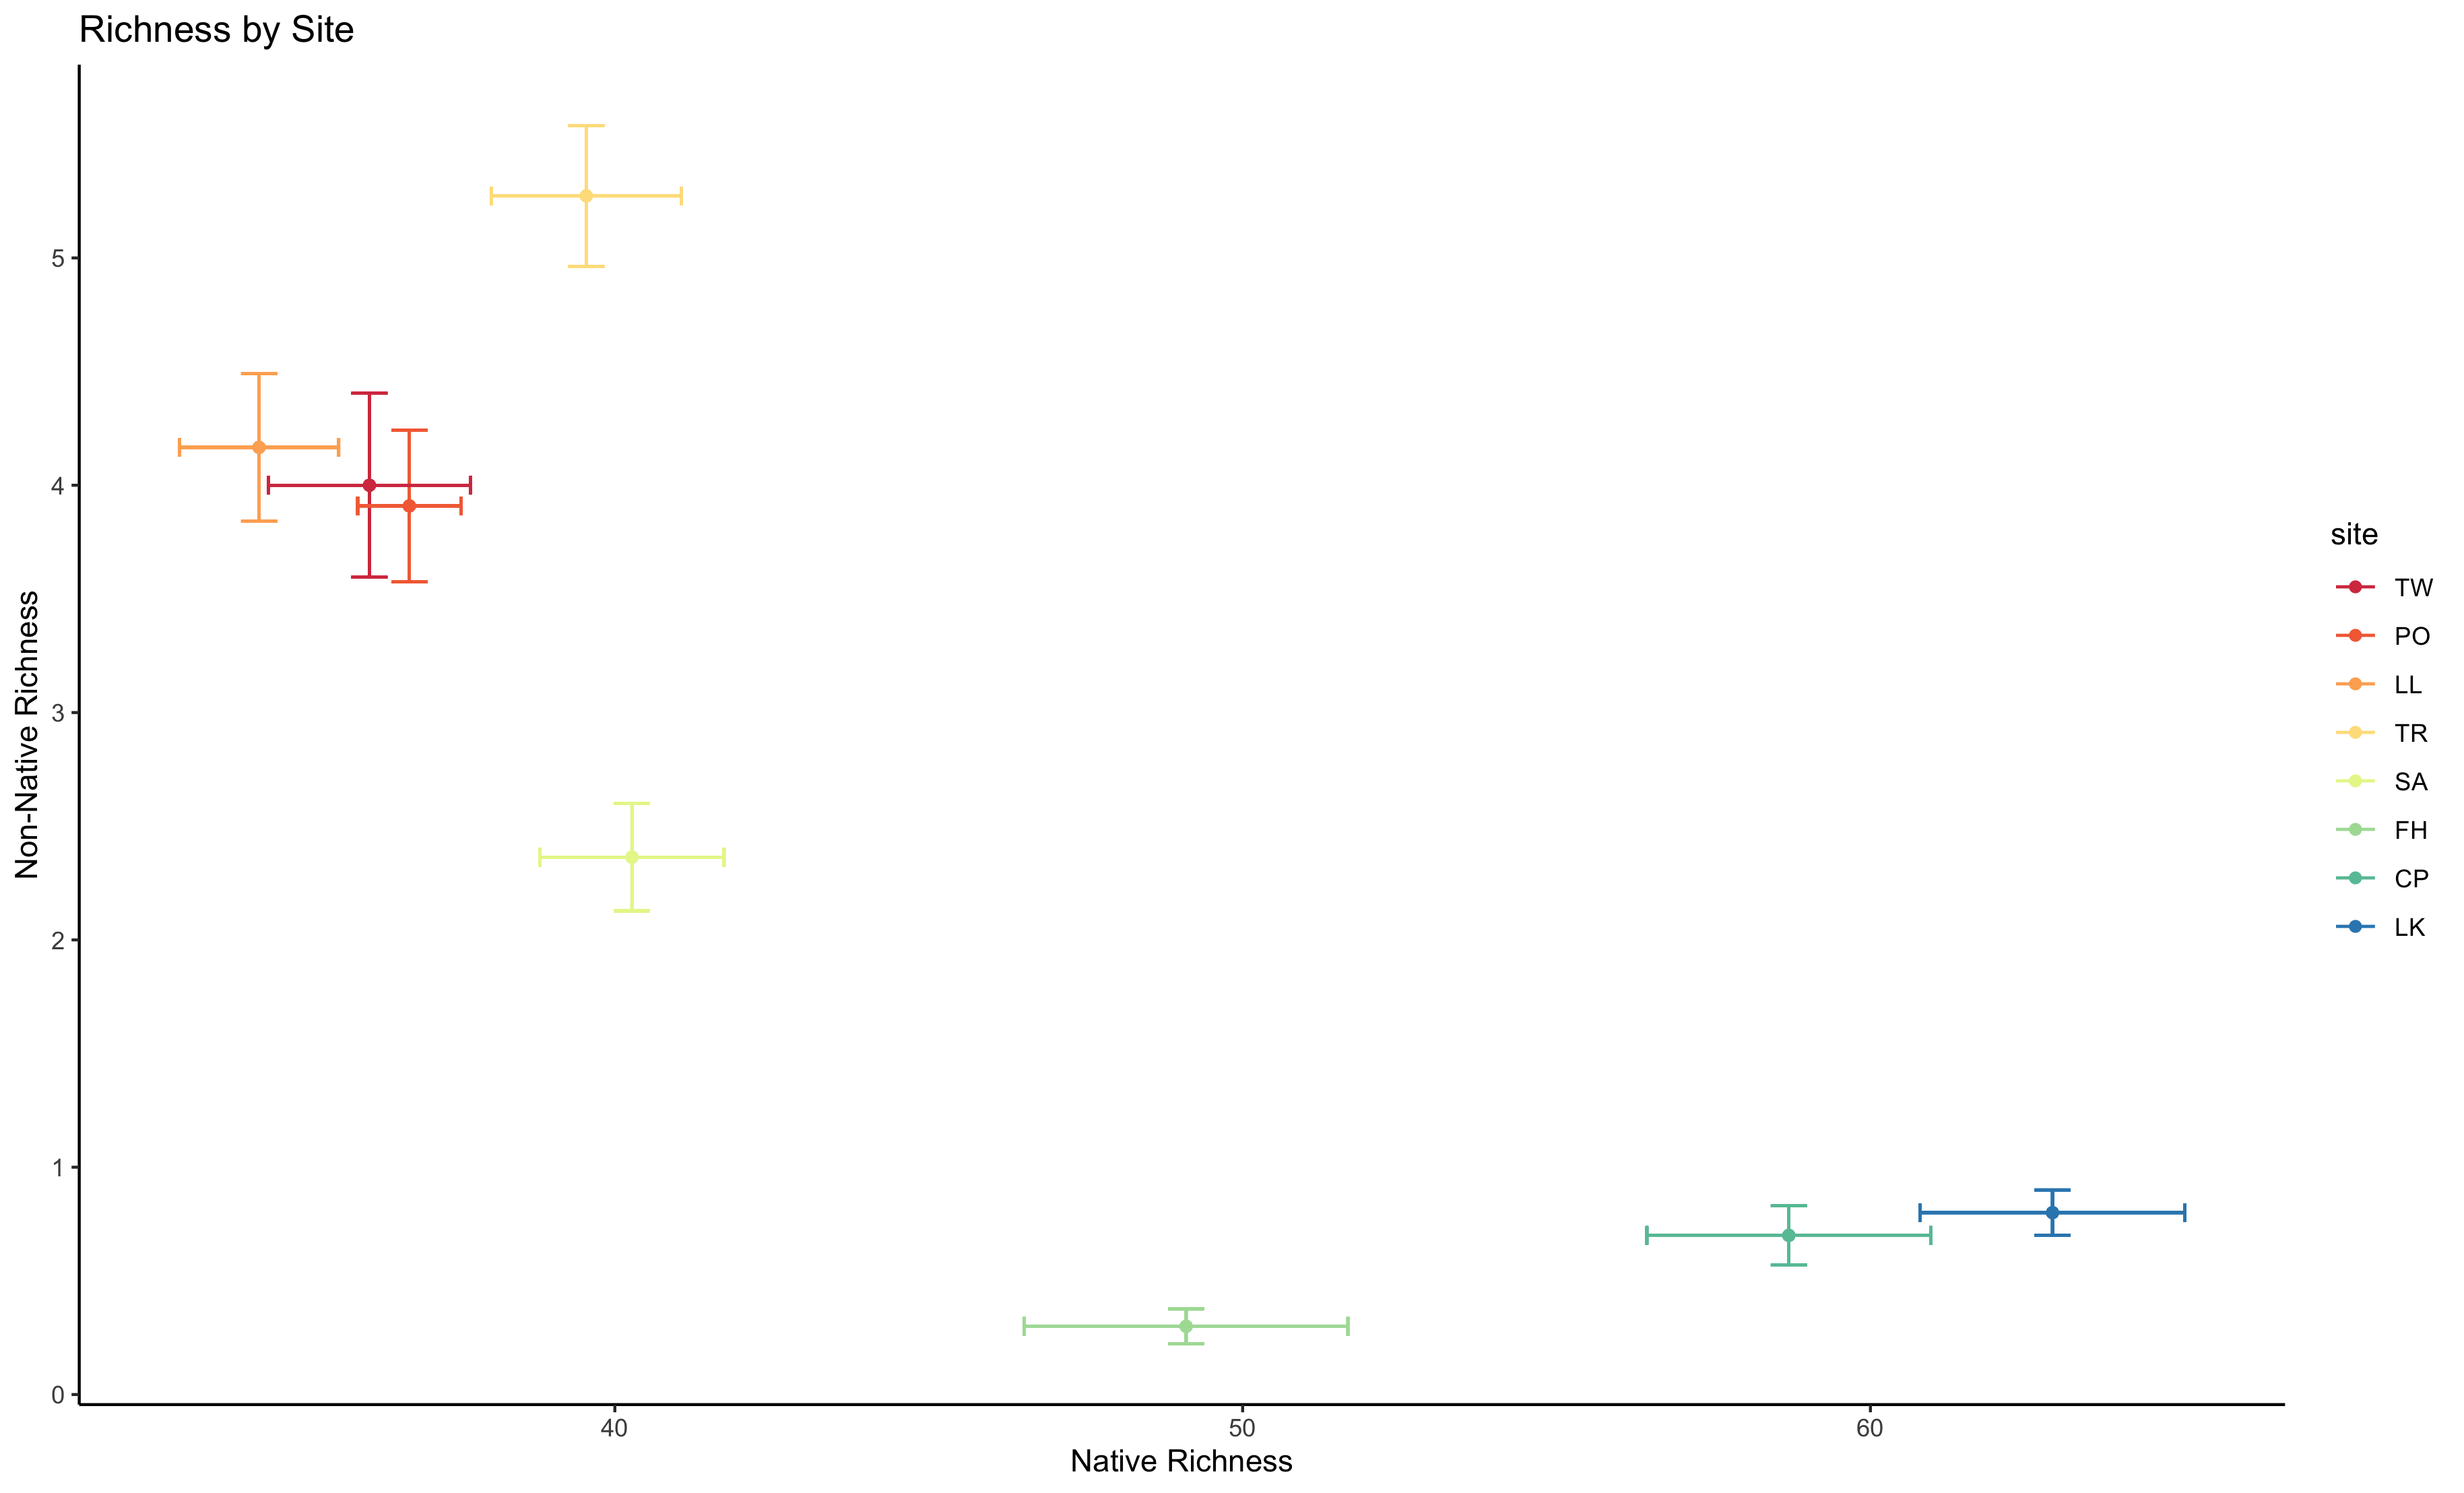 Richness by Site
Non-Native Richness
5
4
3
2
1
0
40
50
60
Native Richness
site
TW
PO
LL
TR
SA
FH
CP
LK